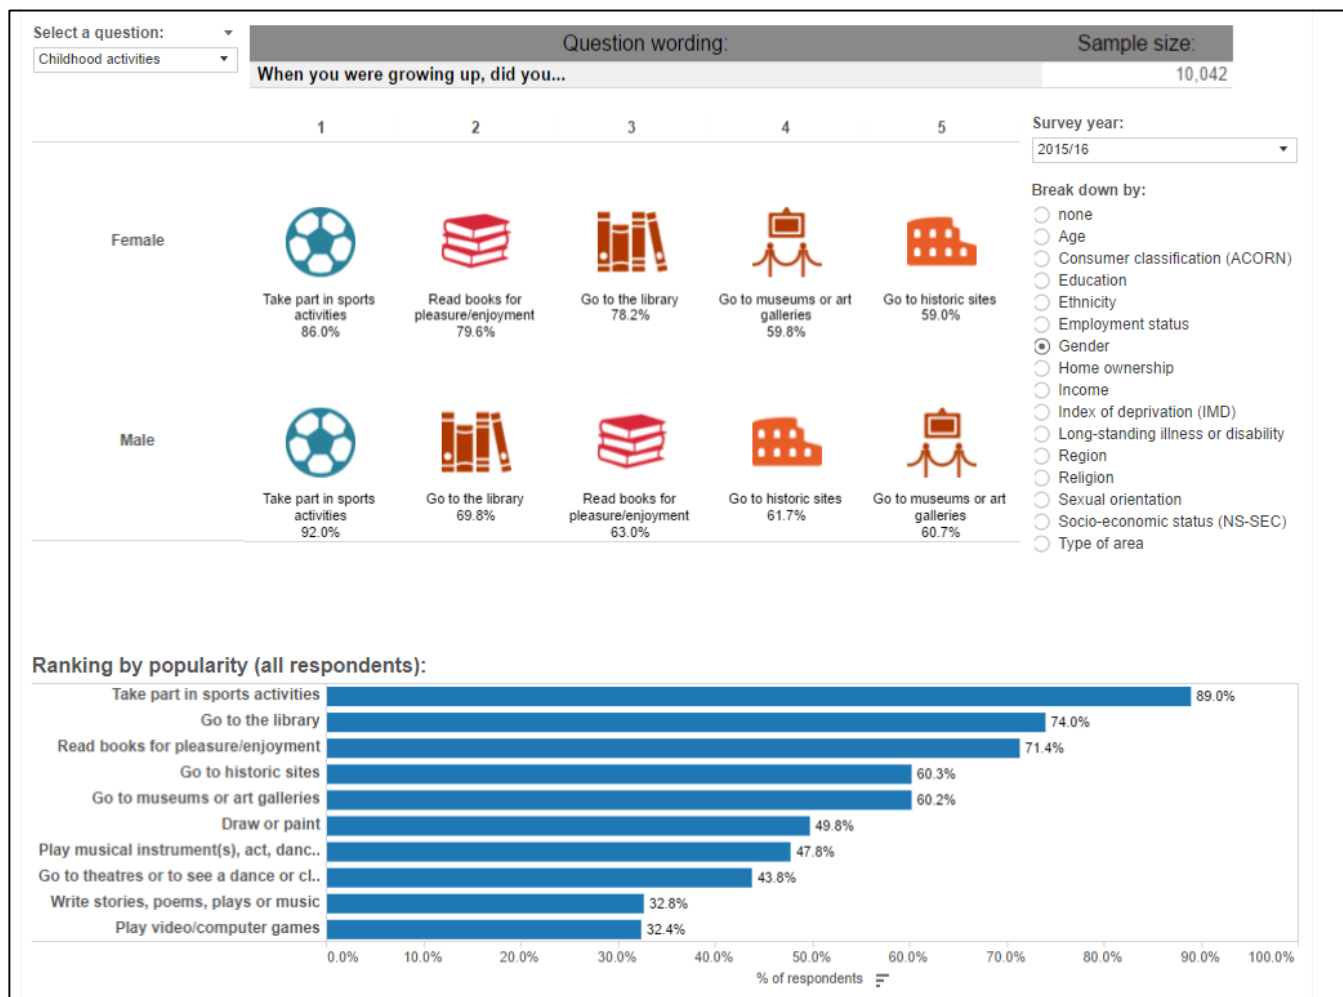 Select a question:
Childhood activities
Question wording:
Sample size:
When you were growing up, did you...
10,042
1 2 3 4 5
Survey year:
2015/16
Break down by:
none
Age
Consumer classification (ACORN)
Education
Ethnicity
Employment status
Gender
Home ownership
Income
Index of deprivation (IMD)
Long-standing illness or disability
Region
Religion
Sexual orientation
Socio-economic status (NS-SEC)
Type of area
Female
Take part in sports
activities
86.0%
Read books for
pleasure/enjoyment
79.6%
Go to the library
78.2%
Go to museums or art
galleries
59.8%
Go to historic sites
59.0%
Male
Take part in sports
activities
92.0%
Go to the library
69.8%
Read books for
pleasure/enjoyment
63.0%
Go to historic sites
61.7%
Go to museums or art
galleries
60.7%
Ranking by popularity (all respondents):
Take part in sports activities 89.0%
Go to the library 74.0%
Read books for pleasure/enjoyment 71.4%
Go to historic sites 60.3%
Go to museums or art galleries 60.2%
Draw or paint 49.8%
Play musical instrument(s), act, danc.. 47.8%
Go to theatres or to see a dance or cl.. 43.8%
Write stories, poems, plays or music 32.8%
Play video/computer games 32.4%
0.0% 10.0% 20.0% 30.0% 40.0% 50.0% 60.0% 70.0% 80.0% 90.0% 100.0%
% of respondents